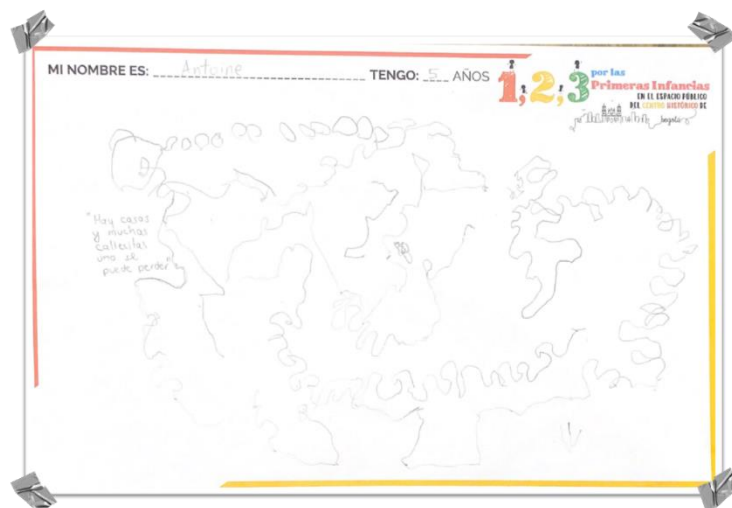 MI NOMBRE ES: Antoine TENGO: 5 AÑOS
1,2,3 por las
Primeras Infancias
EN EL ESPACIO PÚBLICO
DEL CENTRO HISTÓRICO DE
bogotá
"Hay casas
y muchas
callesitas
uno se
puede perder"